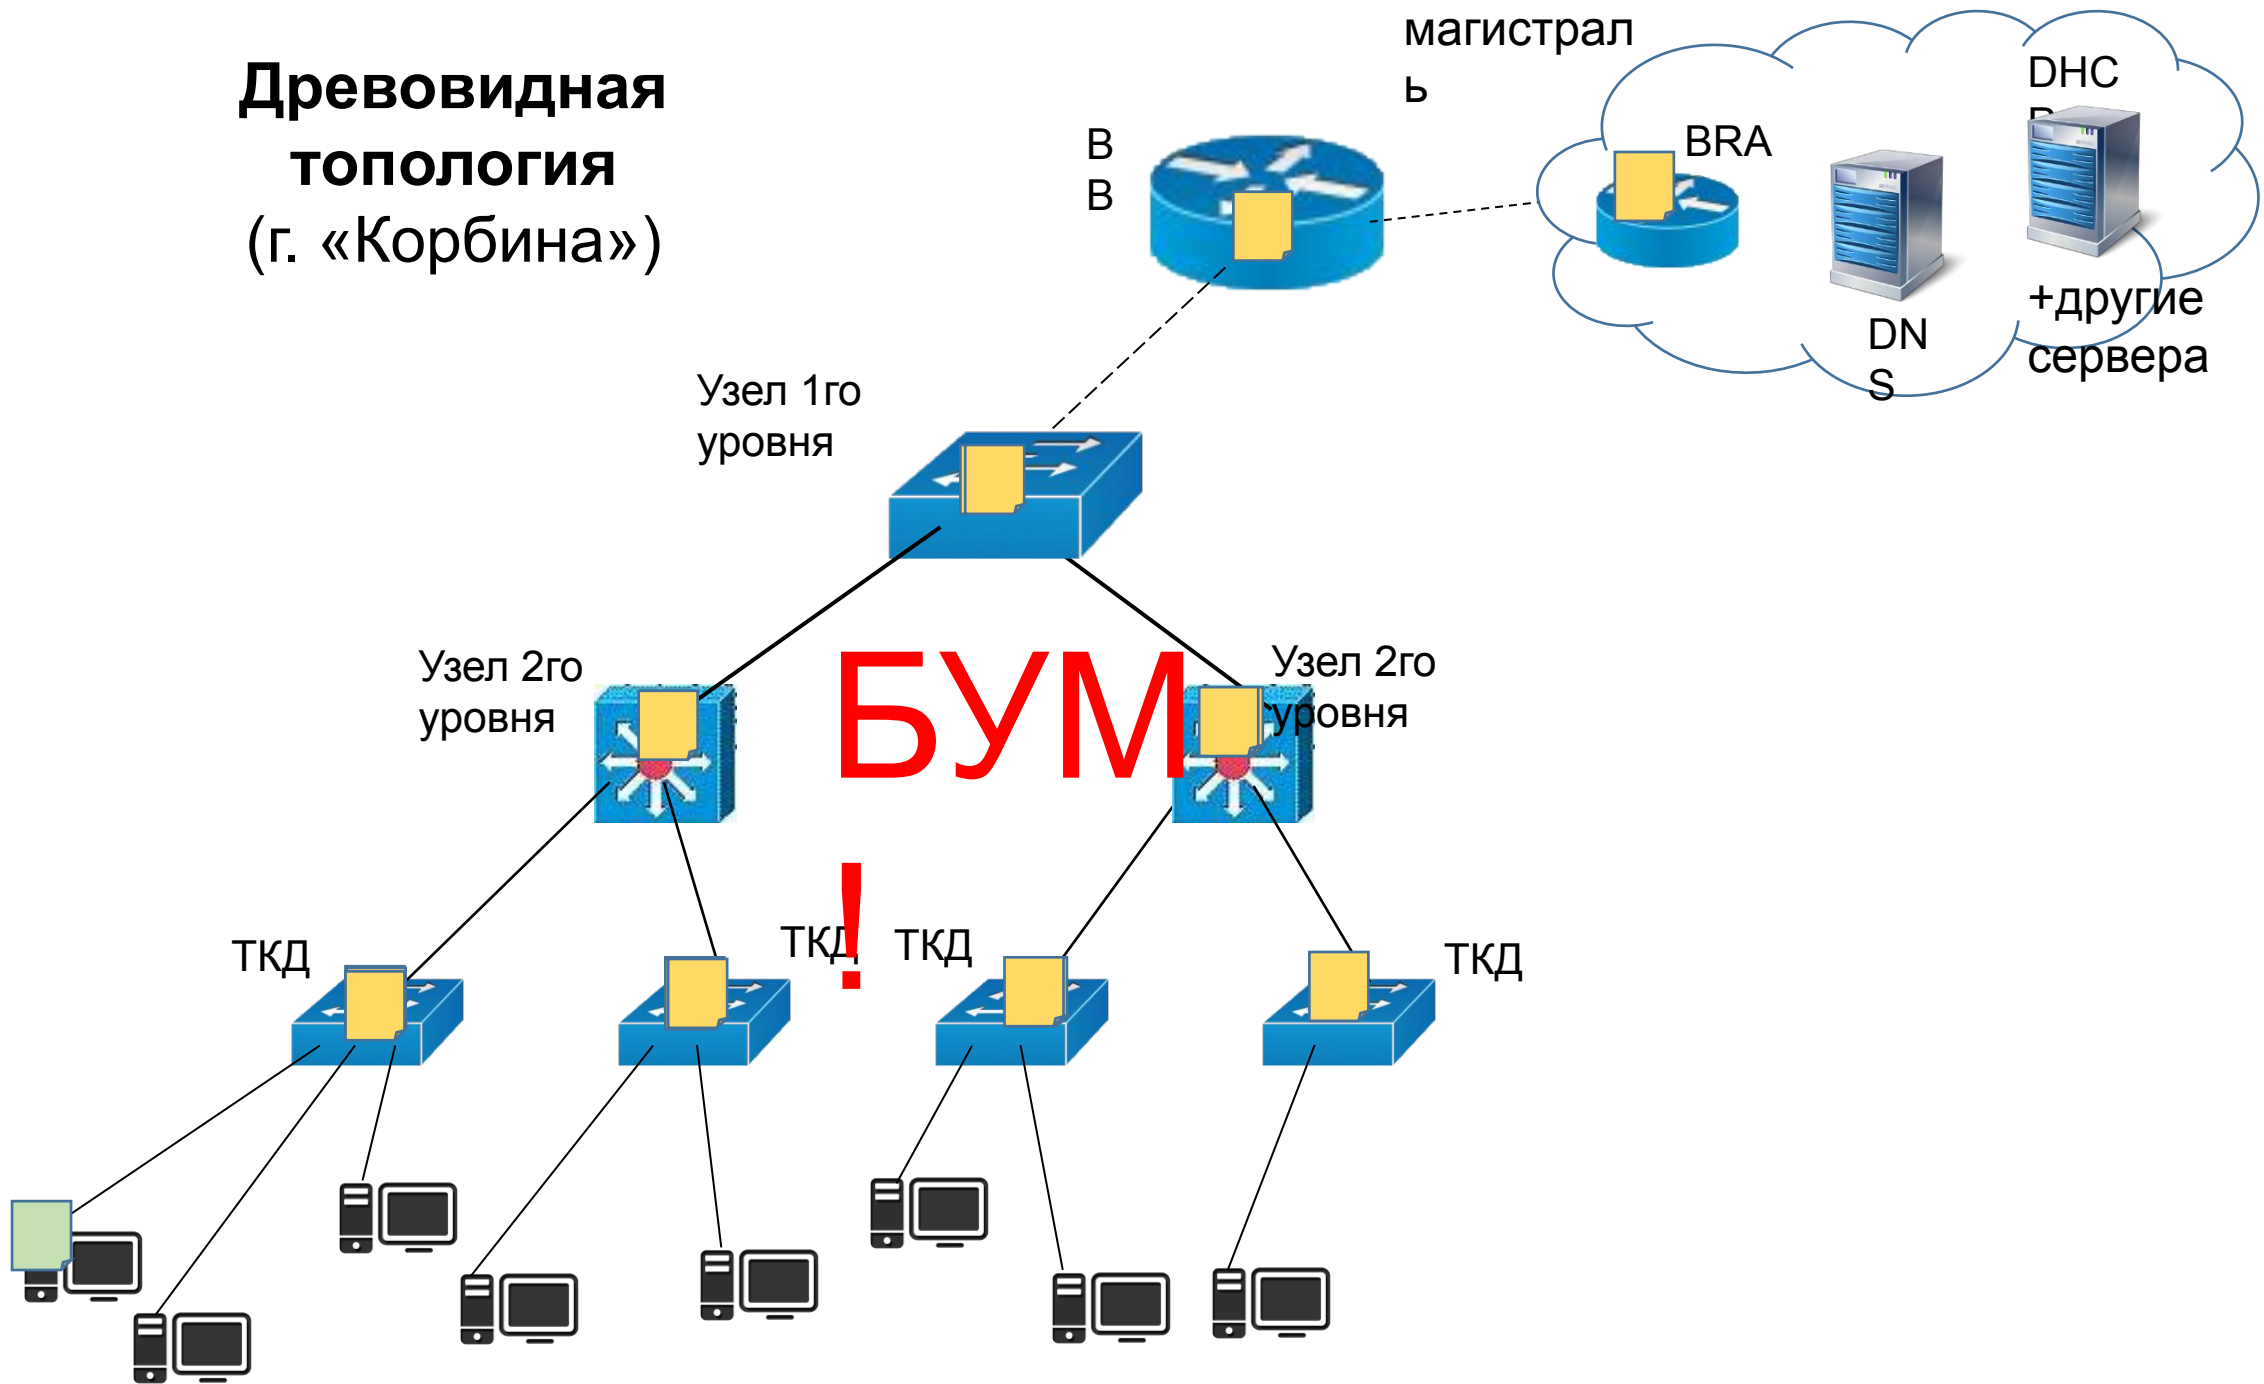 Древовидная
топология
(г. «Корбина»)
магистрал
ь
B
B
BRA
DHC
DN
S
+другие
сервера
Узел 1го
уровня
Узел 2го
уровня
БУМ
!
Узел 2го
уровня
ТКД
ТКД
ТКД
ТКД